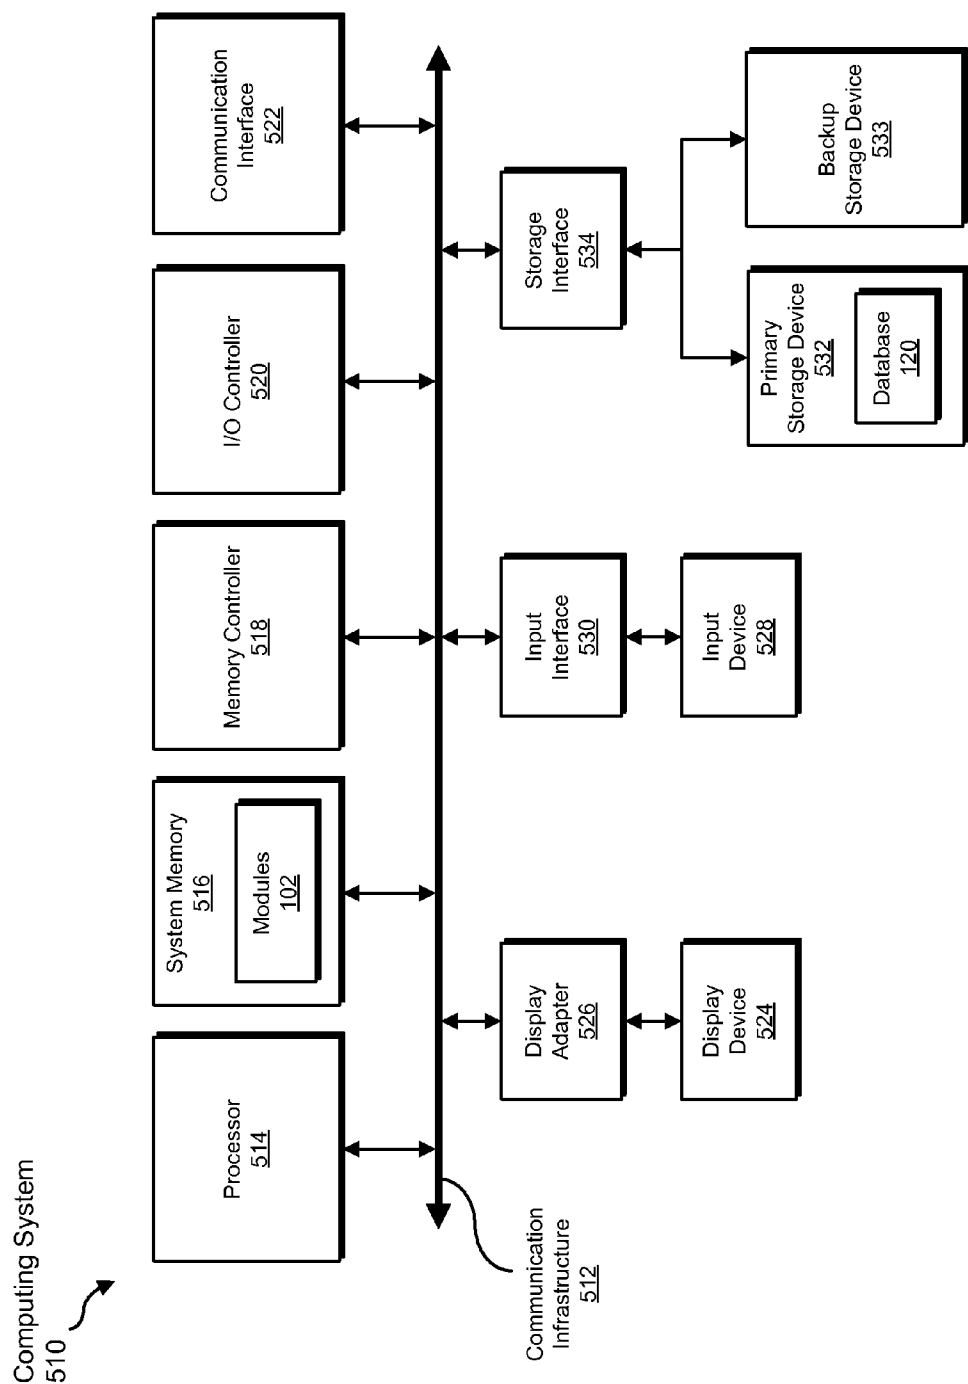 Computing System
510
Processor
514
System Memory
516
Modules
102
Memory Controller
518
I/O Controller
520
Communication
Interface
522
Communication
Infrastructure
512
Display
Adapter
526
Input
Interface
530
Storage
Interface
534
Display
Device
524
Input
Device
528
Primary
Storage Device
532
Database
120
Backup
Storage Device
533